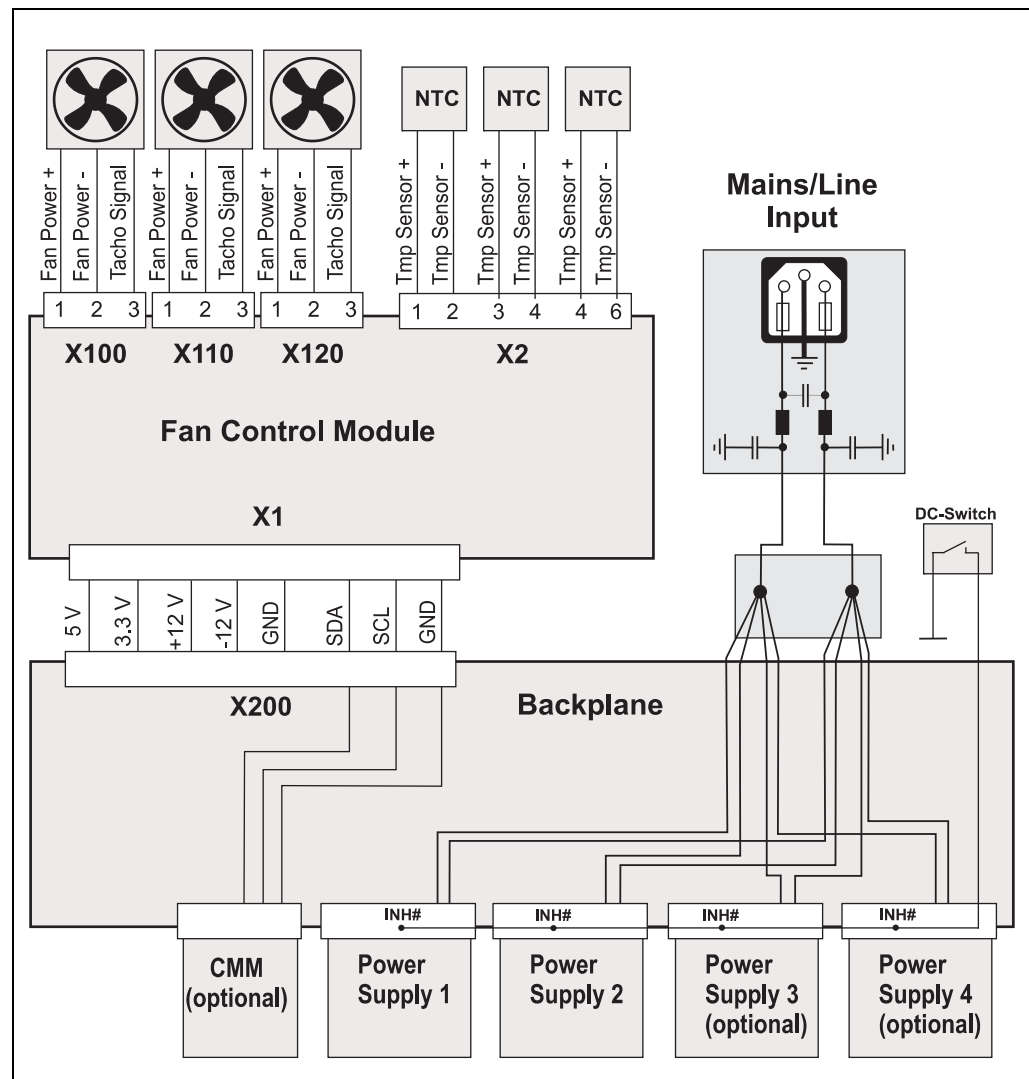 NTC NTC NTC
Fan Power +
Fan Power -
Tacho Signal
Fan Power +
Fan Power -
Tacho Signal
Fan Power +
Fan Power -
Tacho Signal
Tmp Sensor +
Tmp Sensor -
Tmp Sensor +
Tmp Sensor -
Tmp Sensor +
Tmp Sensor -
Mains/Line
Input
1 2 3 1 2 3 1 2 3 1 2 3 4 4 6
X100 X110 X120 X2
Fan Control Module
X1
DC-Switch
5 V
3.3 V
+12 V
-12 V
GND
SDA
SCL
GND
X200
Backplane
INH# INH# INH# INH#
CMM
(optional)
Power
Supply 1
Power
Supply 2
Power
Supply 3
(optional)
Power
Supply 4
(optional)